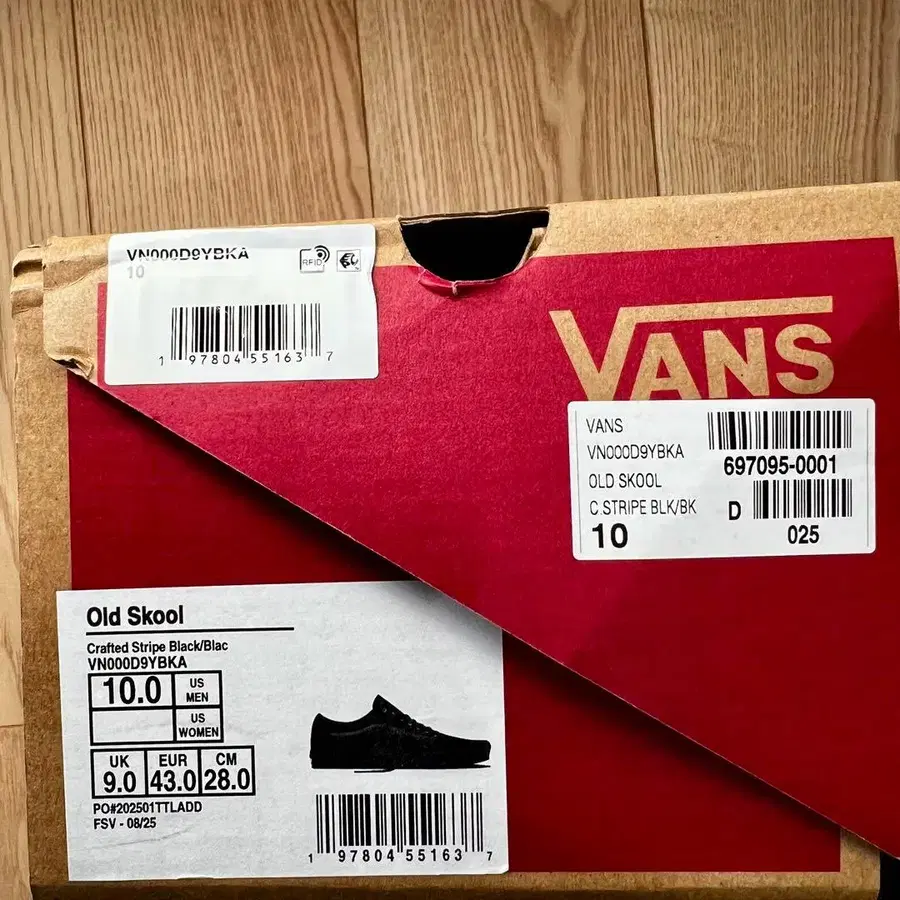 VN000D9YBKA
10
RFID
1 97804 55163 7
VANS
VANS
VN000D9YBKA
OLD SKOOL
C.STRIPE BLK/BK
10
697095-0001
D
025
Old Skool
Crafted Stripe Black/Blac
VN000D9YBKA
10.0 US MEN
US WOMEN
UK EUR CM
9.0 43.0 28.0
PO#202501TTLADD
FSV - 08/25
1 97804 55163 7